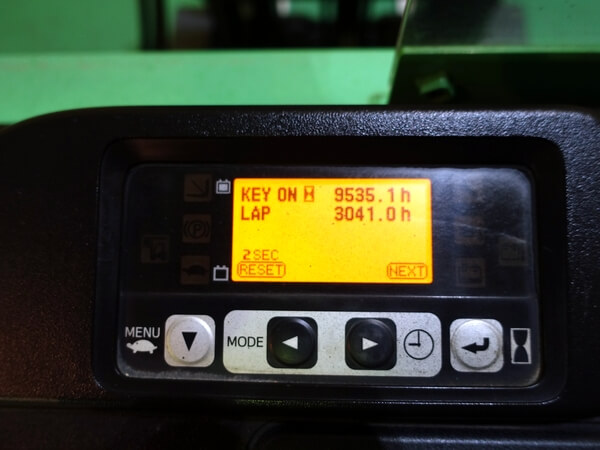 KEY ON 9535.1h
LAP 3041.0h
2SEC
RESET NEXT
MENU
MODE